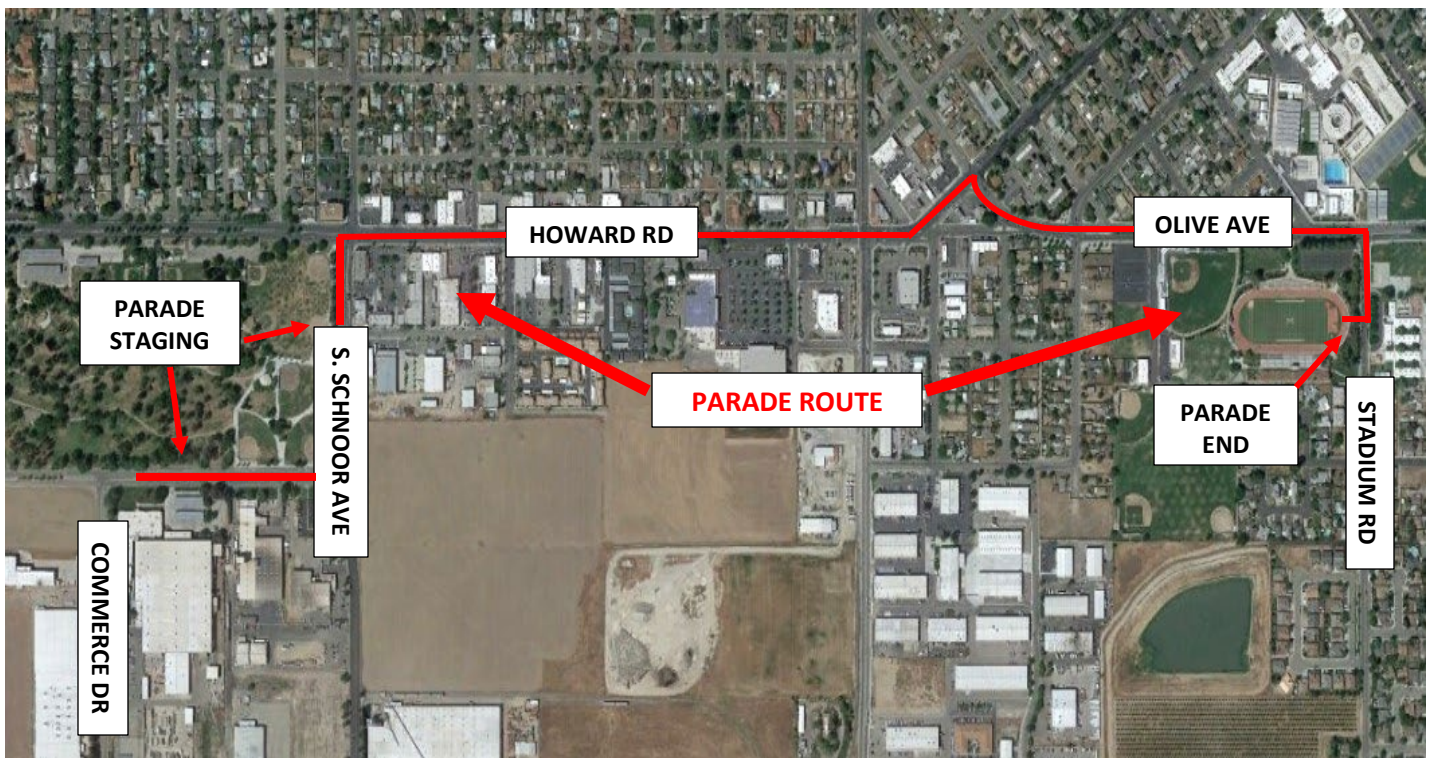 HOWARD RD
OLIVE AVE
PARADE
STAGING
S. SCHNOOR AVE
PARADE ROUTE
PARADE
END
STADIUM RD
COMMERCE DR